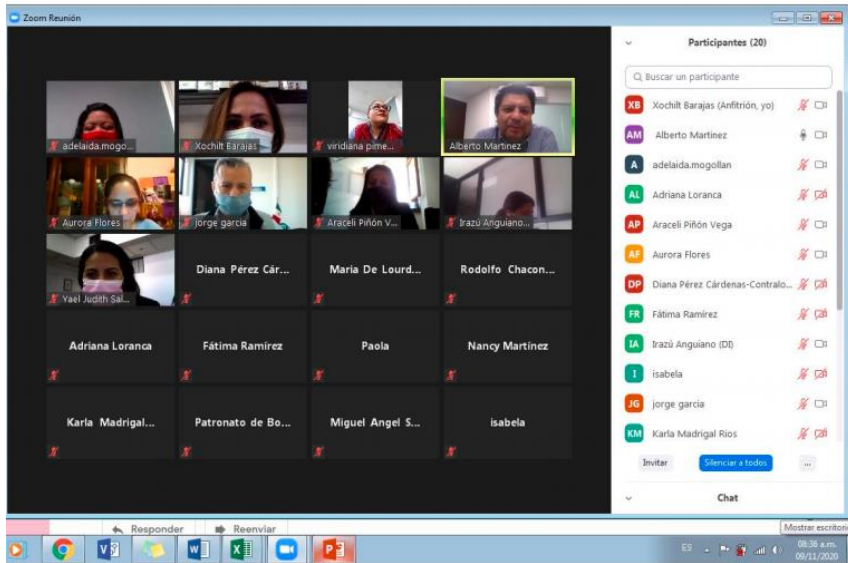 Zoom Reunión
Participantes (20)
Buscar un participante
adelaida.mogo...
Xochilt Barajas
viridiana pime...
Alberto Martinez
Aurora Flores
jorge garcia
Araceli Piñón V...
Irazú Anguiano...
Yael Judith Sal...
Diana Pérez Cár...
María De Lourd...
Rodolfo Chacon...
Adriana Loranca
Fátima Ramírez
Paola
Nancy Martínez
Karla Madrigal...
Patronato de Bo...
Miguel Angel S...
isabela
XB Xochilt Barajas (Anfitrión, yo)
AM Alberto Martinez
A adelaida.mogollan
AL Adriana Loranca
AP Araceli Piñón Vega
AF Aurora Flores
DP Diana Pérez Cárdenas-Contralo...
FR Fátima Ramírez
IA Irazú Anguiano (DI)
I isabela
JG jorge garcia
KM Karla Madrigal Rios
Invitar
Silenciar a todos
...
Chat
Responder
Reenviar
Mostrar escritorio
ES
08:36 a.m.
09/11/2020